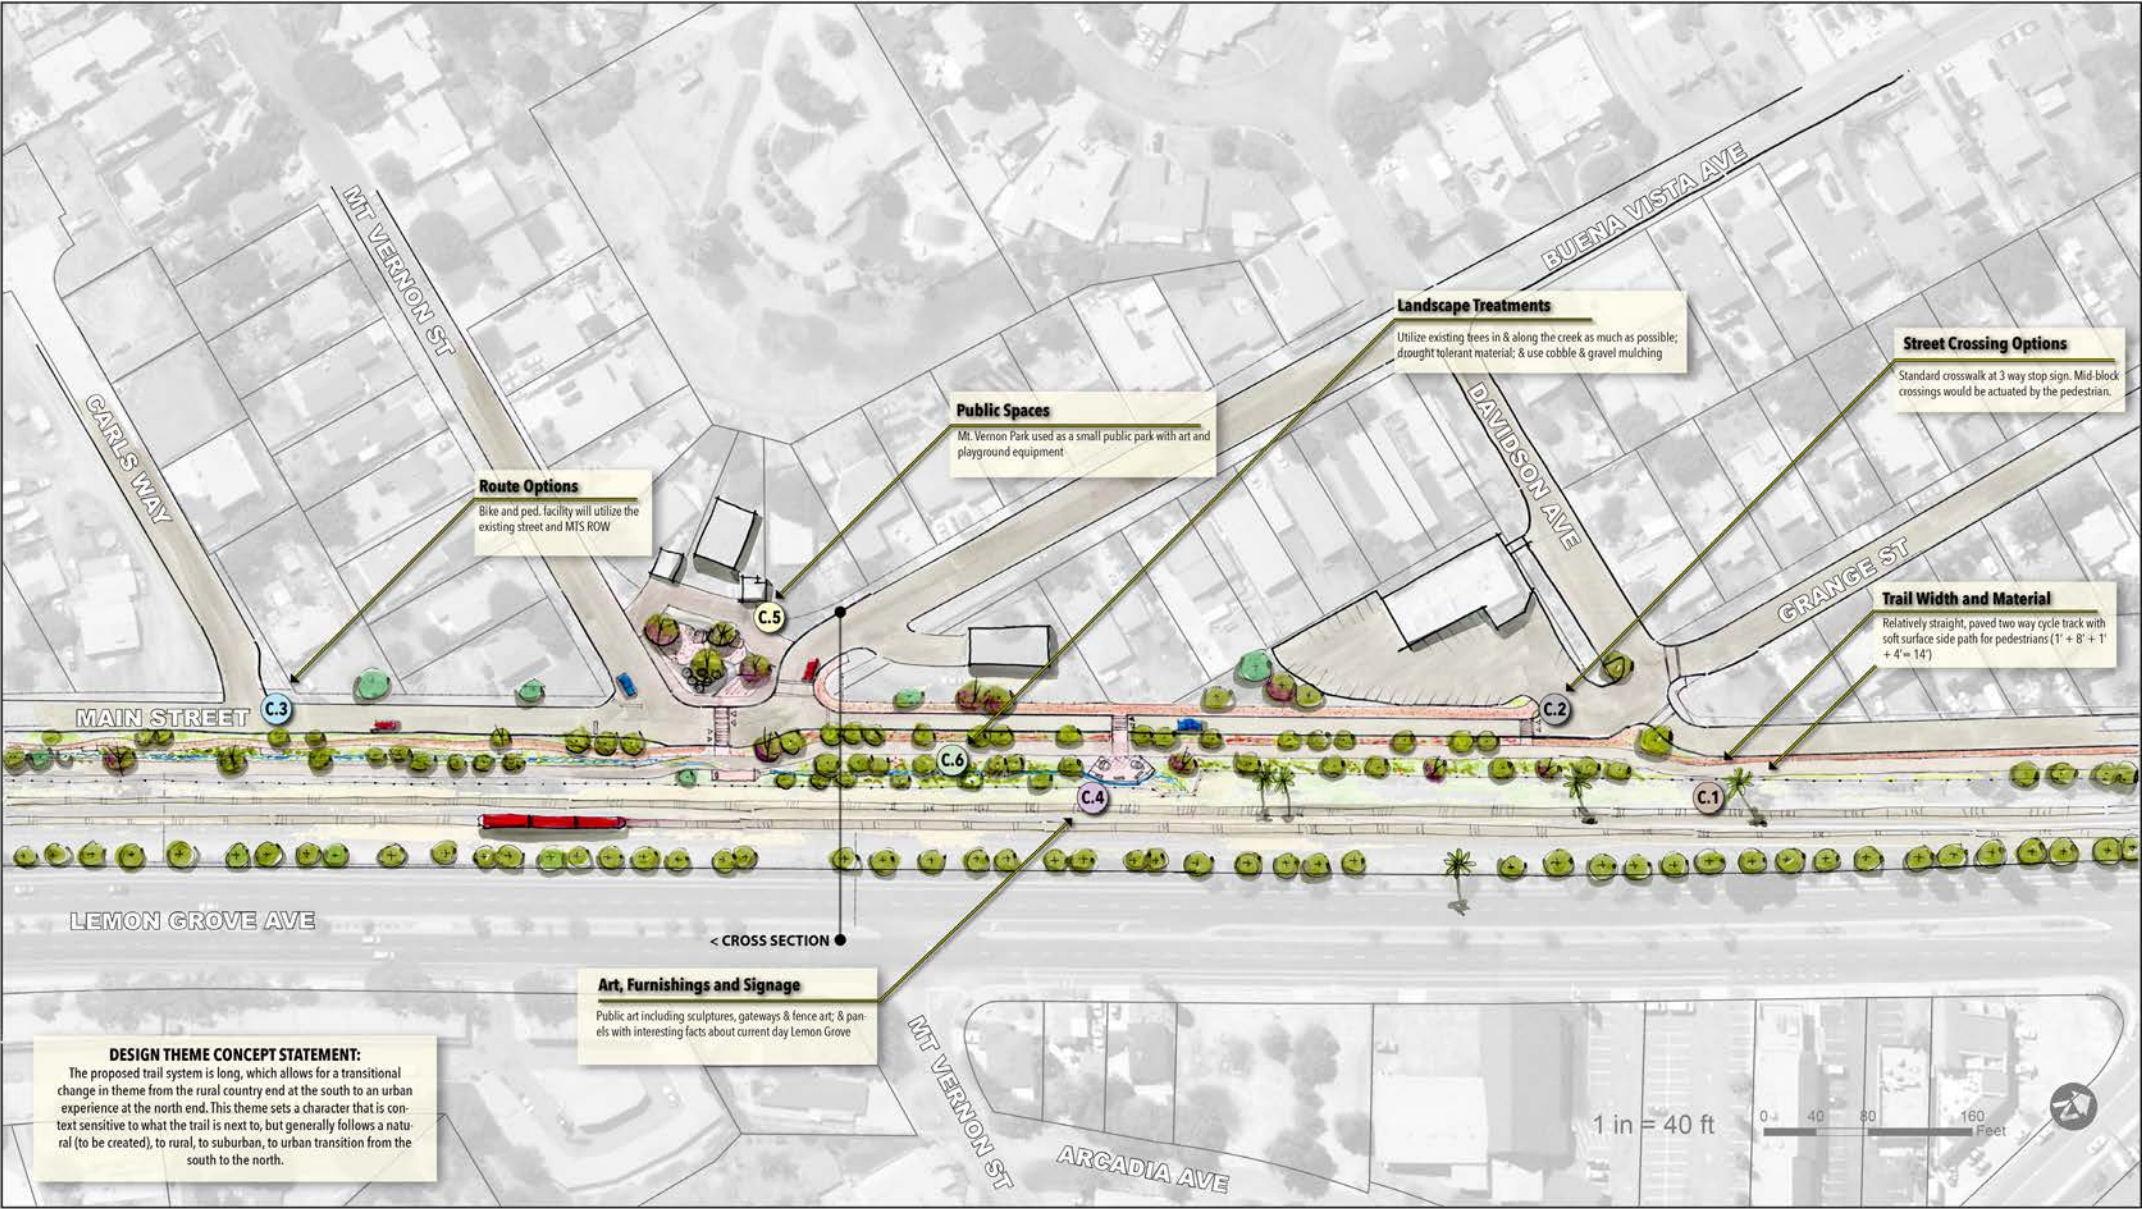 MT VERNON ST
BUENA VISTA AVE
Landscape Treatments
Utilize existing trees in & along the creek as much as possible;
drought tolerant material; & use cobble & gravel mulching
Street Crossing Options
Standard crosswalk at 3 way stop sign. Mid-block
crossings would be actuated by the pedestrian.
CARLS WAY
Public Spaces
Mt. Vernon Park used as a small public park with art and
playground equipment
DAVIDSON AVE
Route Options
Bike and ped. facility will utilize the
existing street and MTS ROW
GRANGE ST
Trail Width and Material
Relatively straight, paved two way cycle track with
soft surface side path for pedestrians (1' + 8' + 1'
+ 4'= 14')
C.5
C.3
C.2
MAIN STREET
C.6
C.4
C.1
LEMON GROVE AVE
< CROSS SECTION
Art, Furnishings and Signage
Public art including sculptures, gateways & fence art; & pan-
els with interesting facts about current day Lemon Grove
MT VERNON ST
ARCADIA AVE
DESIGN THEME CONCEPT STATEMENT:
The proposed trail system is long, which allows for a transitional
change in theme from the rural country end at the south to an urban
experience at the north end. This theme sets a character that is con-
text sensitive to what the trail is next to, but generally follows a natu-
ral (to be created), to rural, to suburban, to urban transition from the
south to the north.
1 in = 40 ft
0 40 80 160
Feet